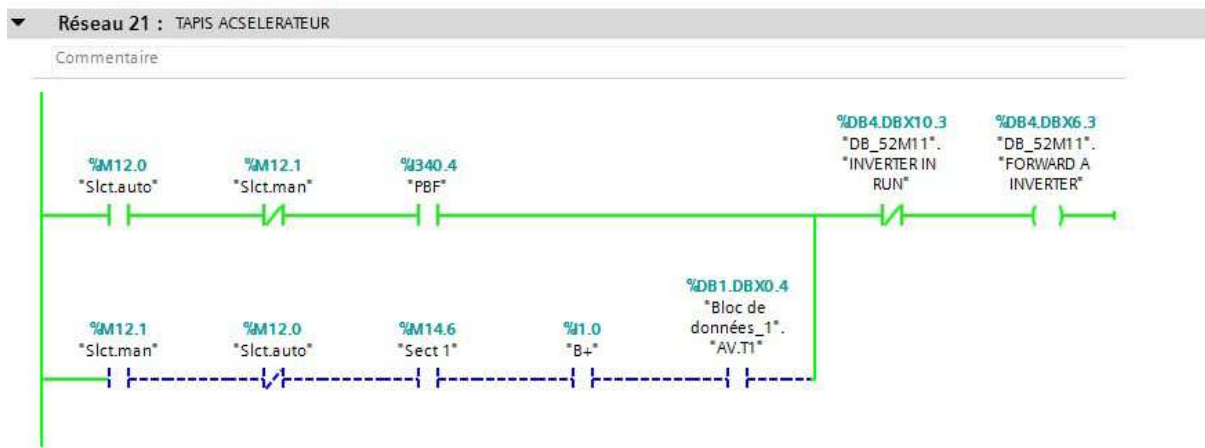 Réseau 21 : TAPIS ACSELERATEUR
Commentaire
%DB4.DBX10.3
"DB_52M11".
"INVERTER IN
RUN"
%DB4.DBX6.3
"DB_52M11".
"FORWARD A
INVERTER"
%M12.0
"Slct.auto"
%M12.1
"Slct.man"
%I340.4
"PBF"
%DB1.DBX0.4
"Bloc de
données_1".
"AV.T1"
%M12.1
"Slct.man"
%M12.0
"Slct.auto"
%M14.6
"Sect 1"
%I1.0
"B+"